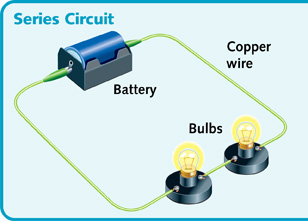 Series Circuit
Copper
wire
Battery
Bulbs